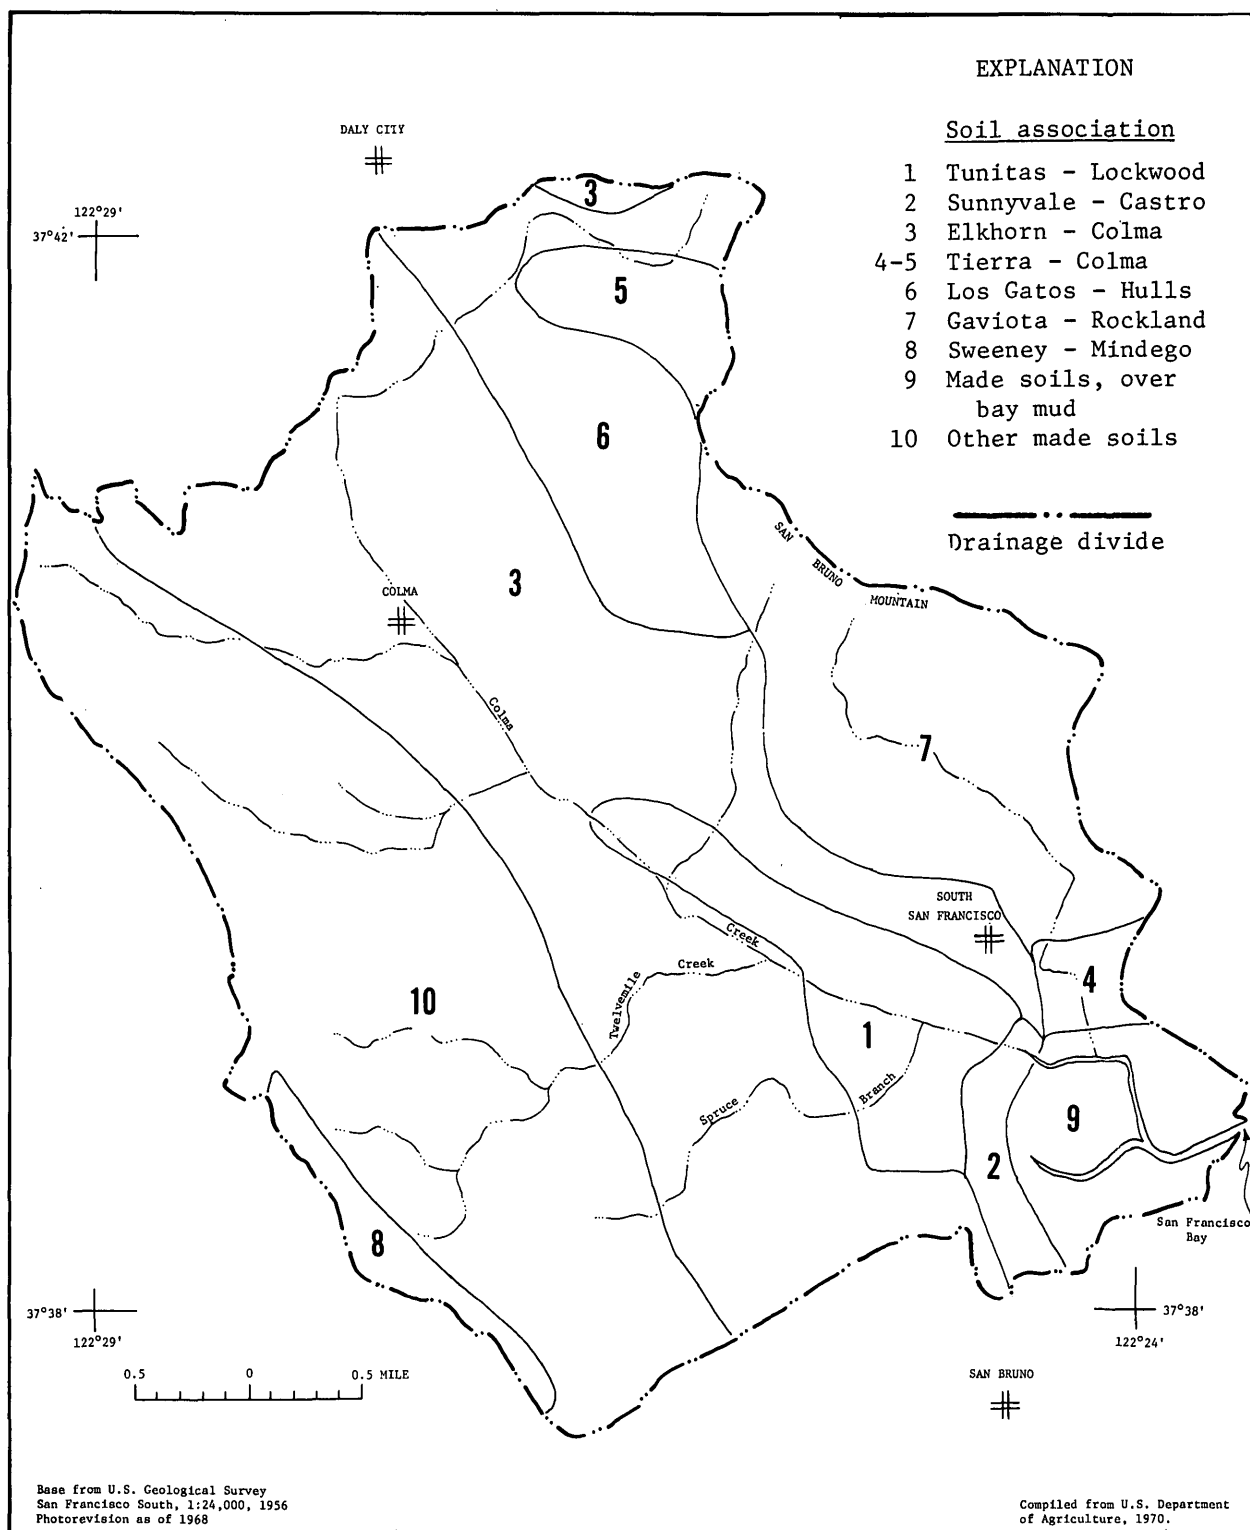 EXPLANATION
Soil association
1 Tunitas - Lockwood
2 Sunnyvale - Castro
3 Elkhorn - Colma
4-5 Tierra - Colma
6 Los Gatos - Hulls
7 Gaviota - Rockland
8 Sweeney - Mindego
9 Made soils, over
bay mud
10 Other made soils
Drainage divide
DALY CITY
122°29'
37°42'
3
5
6
SAN
BRUNO
MOUNTAIN
3
COLMA
Colma
7
SOUTH
SAN FRANCISCO
Creek
Creek
Twelvemile
4
10
1
Branch
Spruce
9
2
San Francisco
Bay
8
37°38'
122°29'
37°38'
122°24'
0.5 0 0.5 MILE
SAN BRUNO
Base from U.S. Geological Survey
San Francisco South, 1:24,000, 1956
Photorevision as of 1968
Compiled from U.S. Department
of Agriculture, 1970.